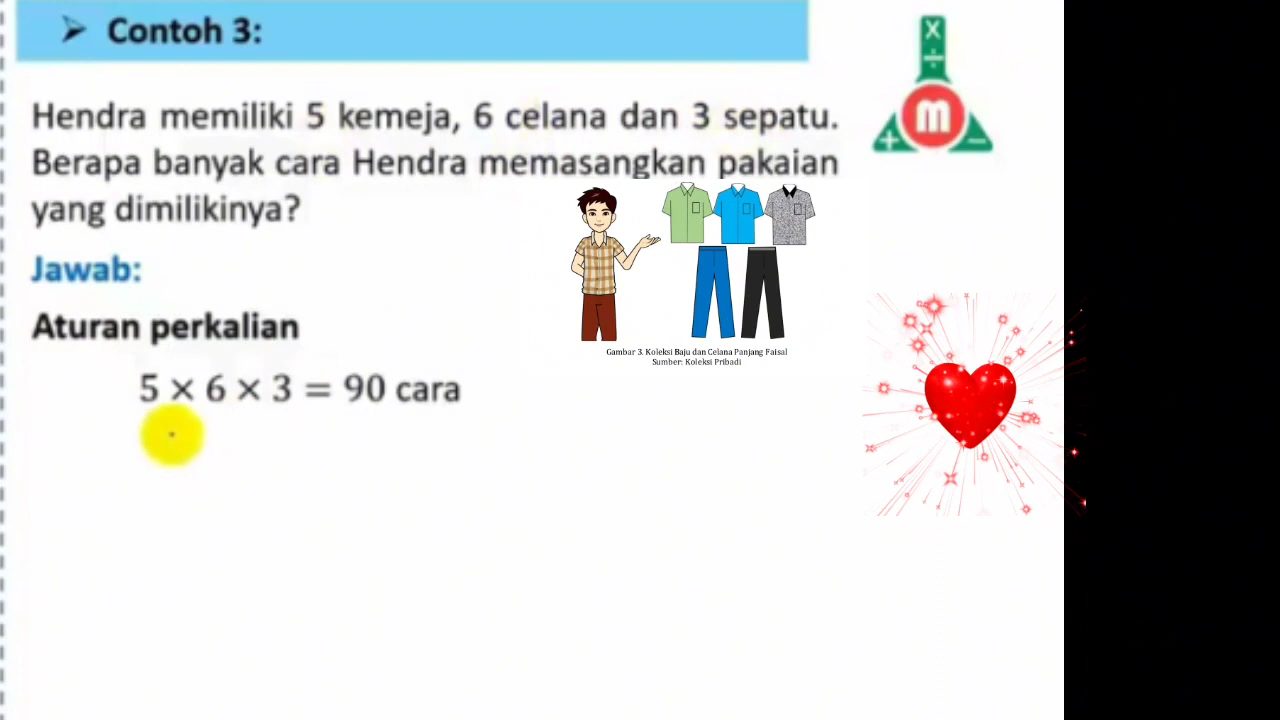 Contoh 3:
Hendra memiliki 5 kemeja, 6 celana dan 3 sepatu.
Berapa banyak cara Hendra memasangkan pakaian
yang dimilikinya?
Jawab:
Aturan perkalian
5 × 6 × 3 = 90 cara
Gambar 3. Koleksi Baju dan Celana Panjang Faisal
Sumber: Koleksi Pribadi
X
÷
m
+ −